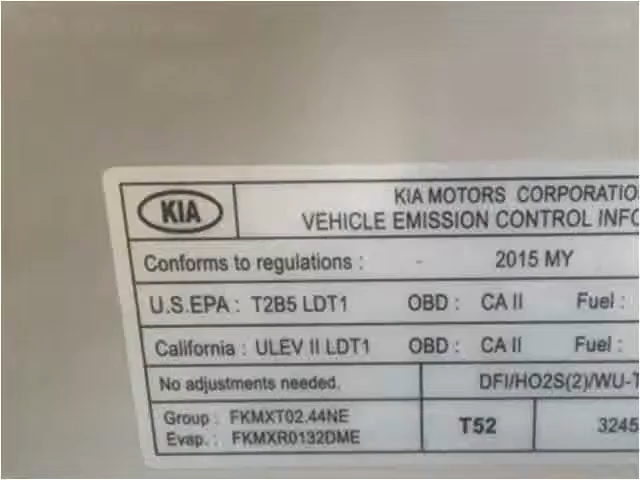 KIA
KIA MOTORS CORPORATIO
VEHICLE EMISSION CONTROL INFO
Conforms to regulations : - 2015 MY
U.S.EPA : T2B5 LDT1 OBD : CA II Fuel :
California : ULEV II LDT1 OBD : CA II Fuel :
No adjustments needed. DFI/HO2S(2)/WU-T
Group : FKMXT02.44NE
Evap. : FKMXR0132DME
T52 3245